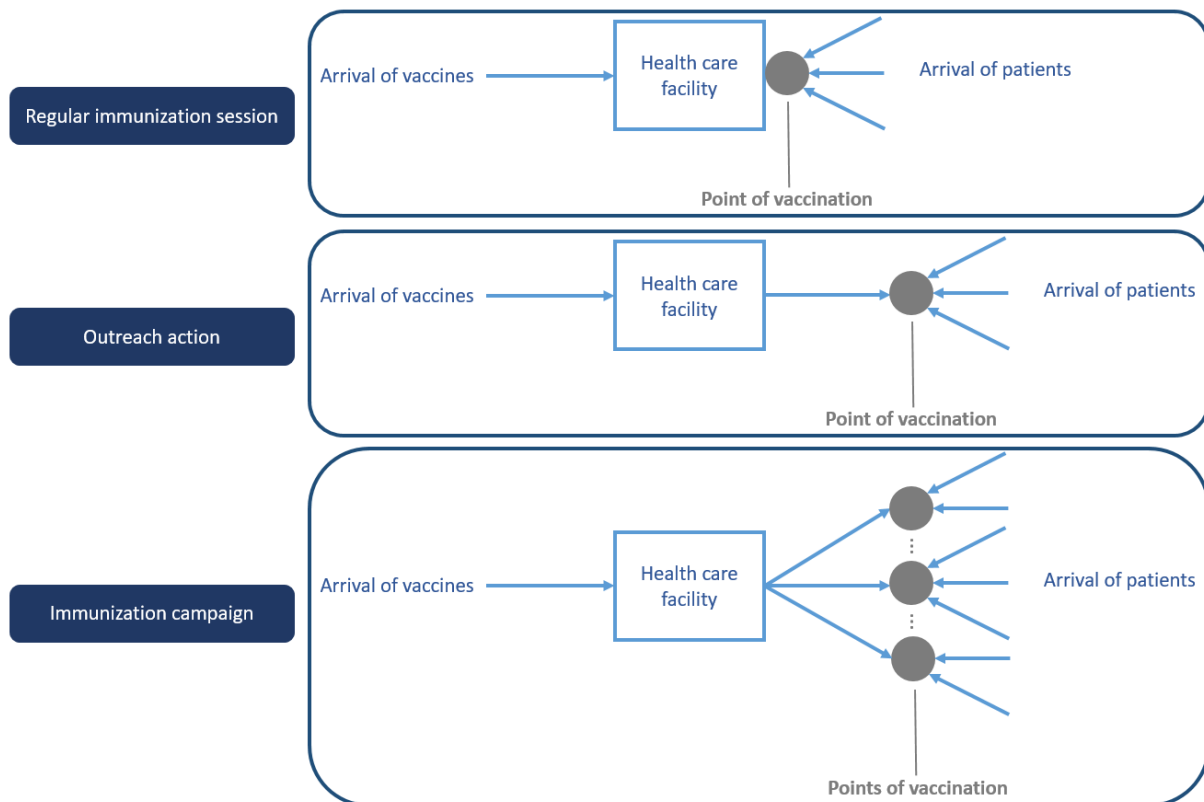 Regular immunization session
Arrival of vaccines
Health care
facility
Arrival of patients
Point of vaccination
Outreach action
Arrival of vaccines
Health care
facility
Arrival of patients
Point of vaccination
Immunization campaign
Arrival of vaccines
Health care
facility
Arrival of patients
Points of vaccination